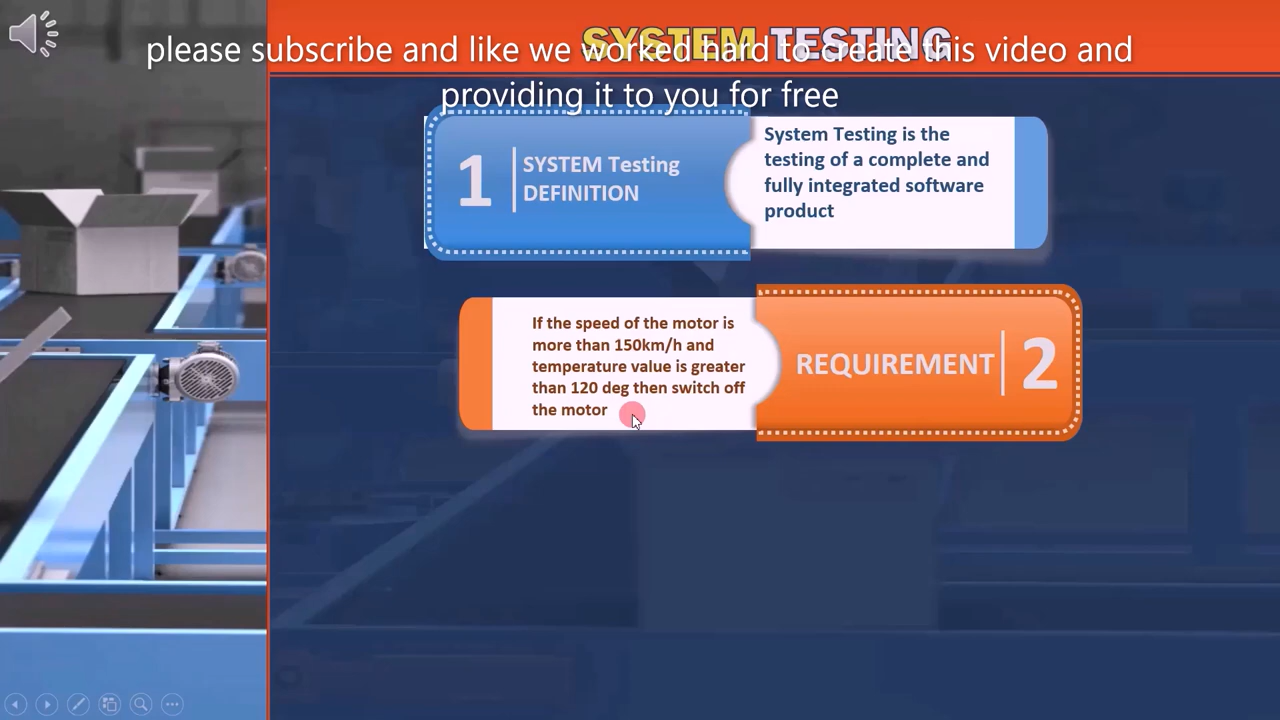 SYSTEM TESTING
please subscribe and like we worked hard to create this video and
providing it to you for free
1
SYSTEM Testing
DEFINITION
System Testing is the
testing of a complete and
fully integrated software
product
If the speed of the motor is
more than 150km/h and
temperature value is greater
than 120 deg then switch off
the motor
REQUIREMENT
2